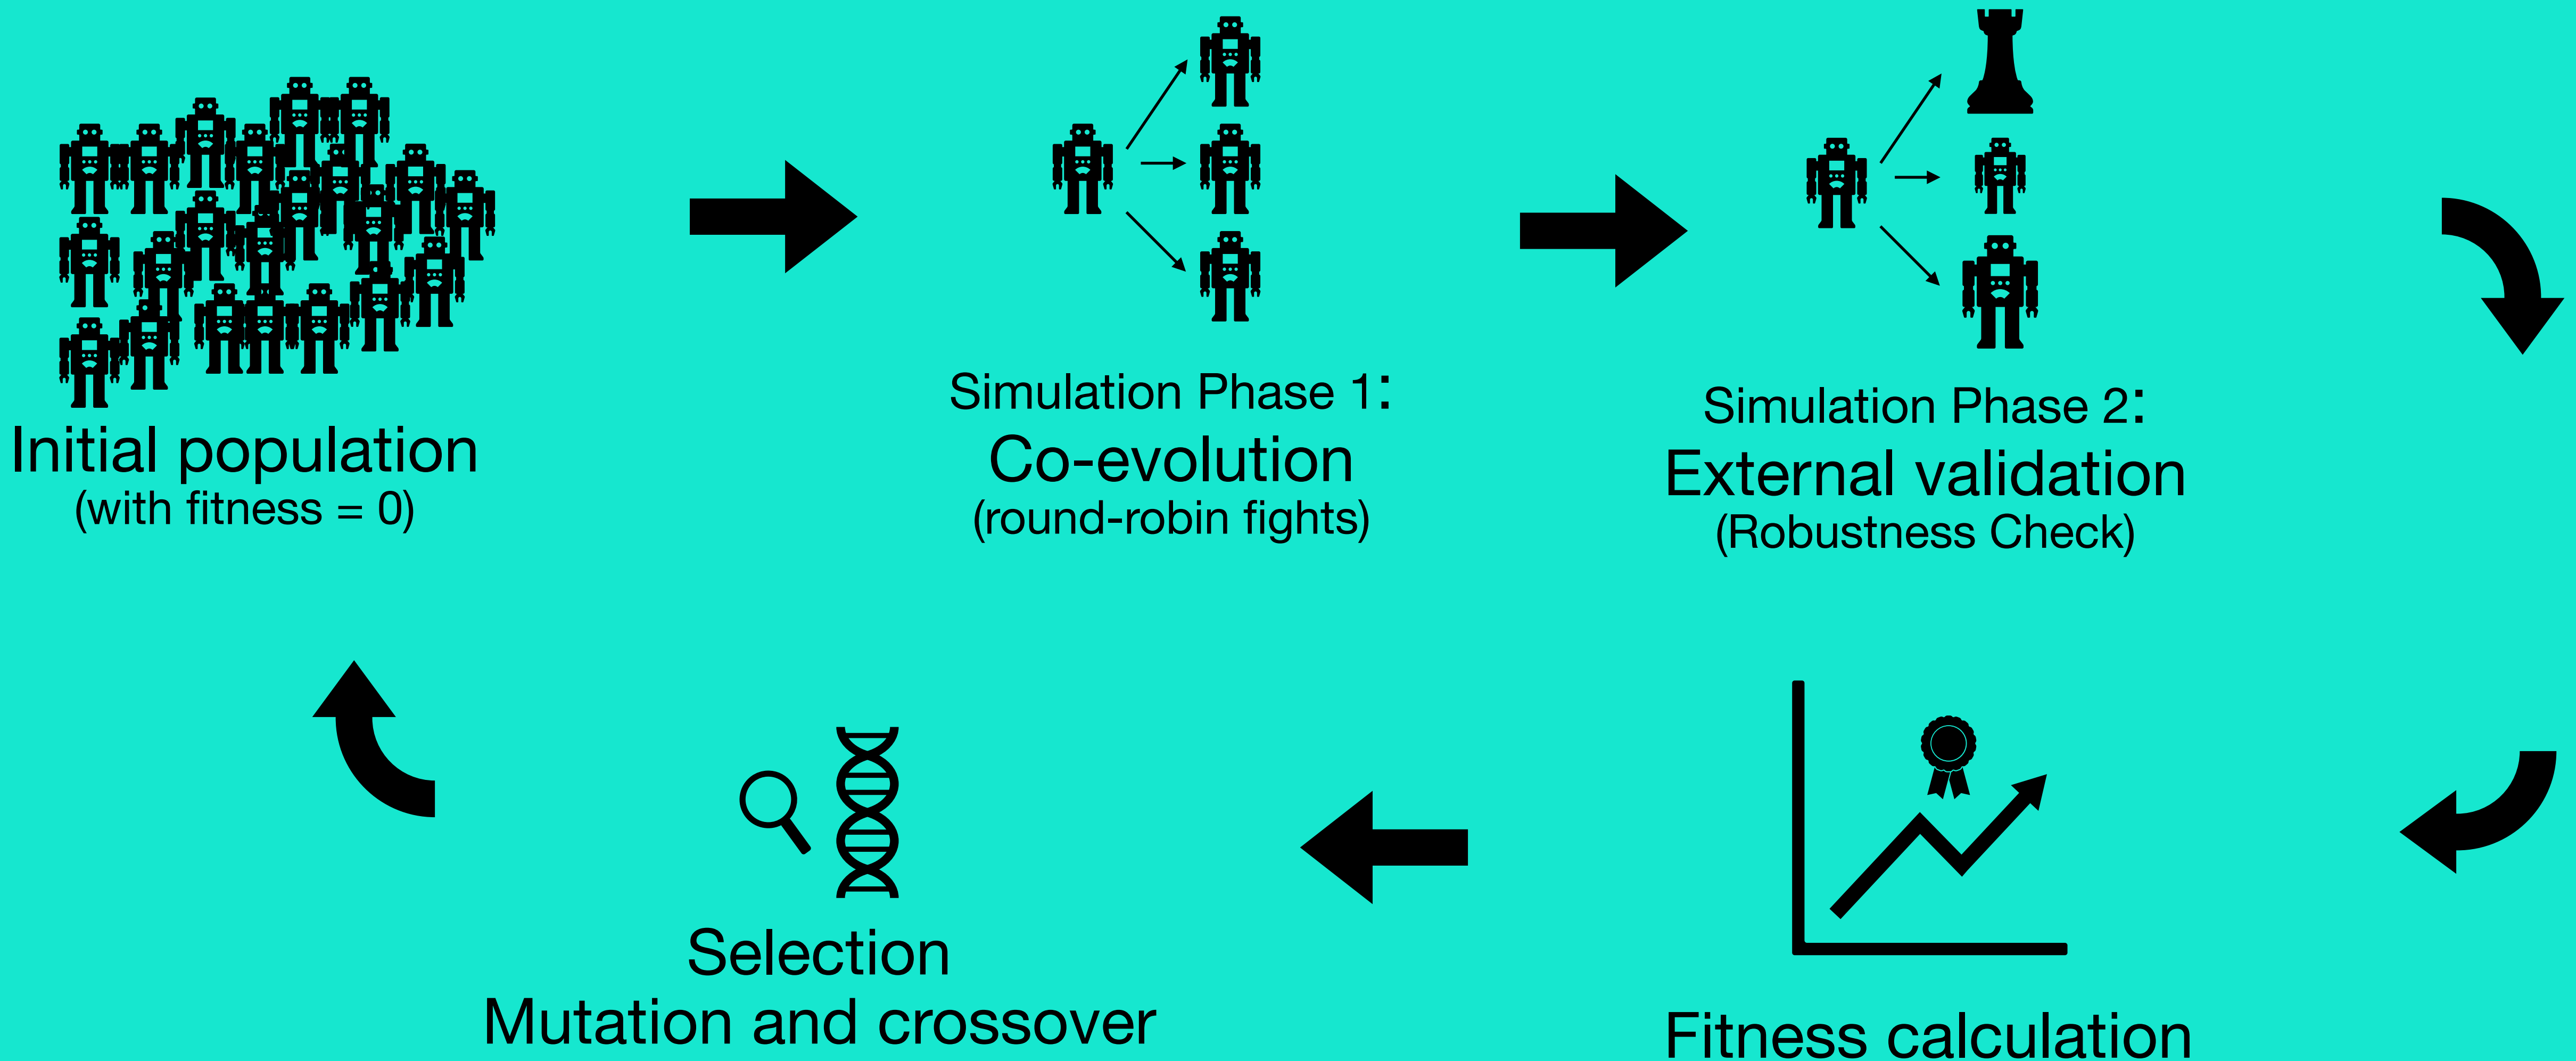 Initial population
(with fitness = 0)
Simulation Phase 1:
Co-evolution
(round-robin fights)
Simulation Phase 2:
External validation
(Robustness Check)
Selection
Mutation and crossover
Fitness calculation